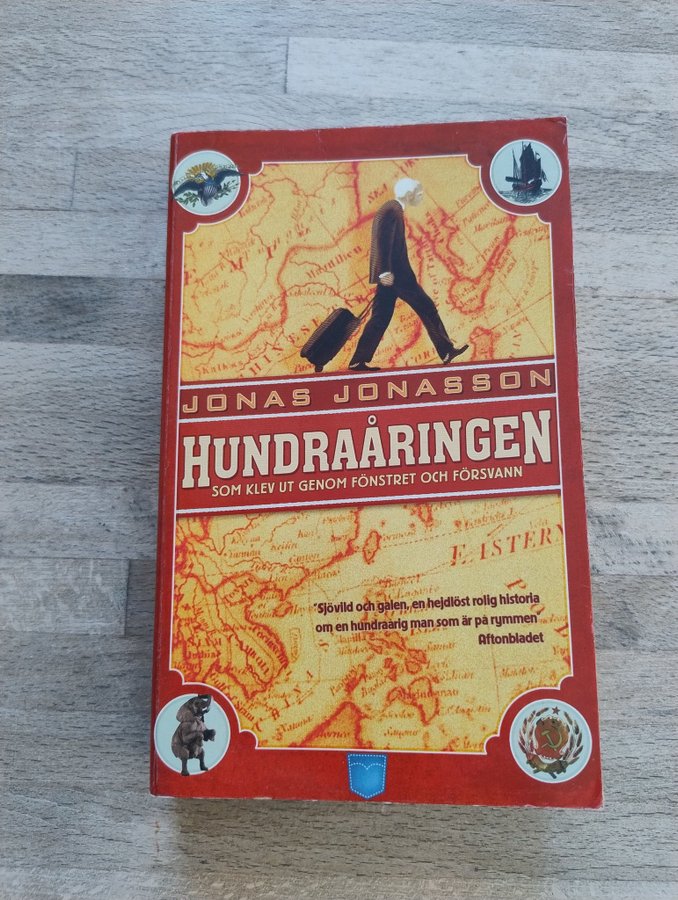 JONAS JONASSON
HUNDRAÅRINGEN
SOM KLEV UT GENOM FÖNSTRET OCH FÖRSVANN
EASTERN
"Sjövild och galen, en hejdlöst rolig historia
om en hundraårig man som är på rymmen"
Aftonbladet